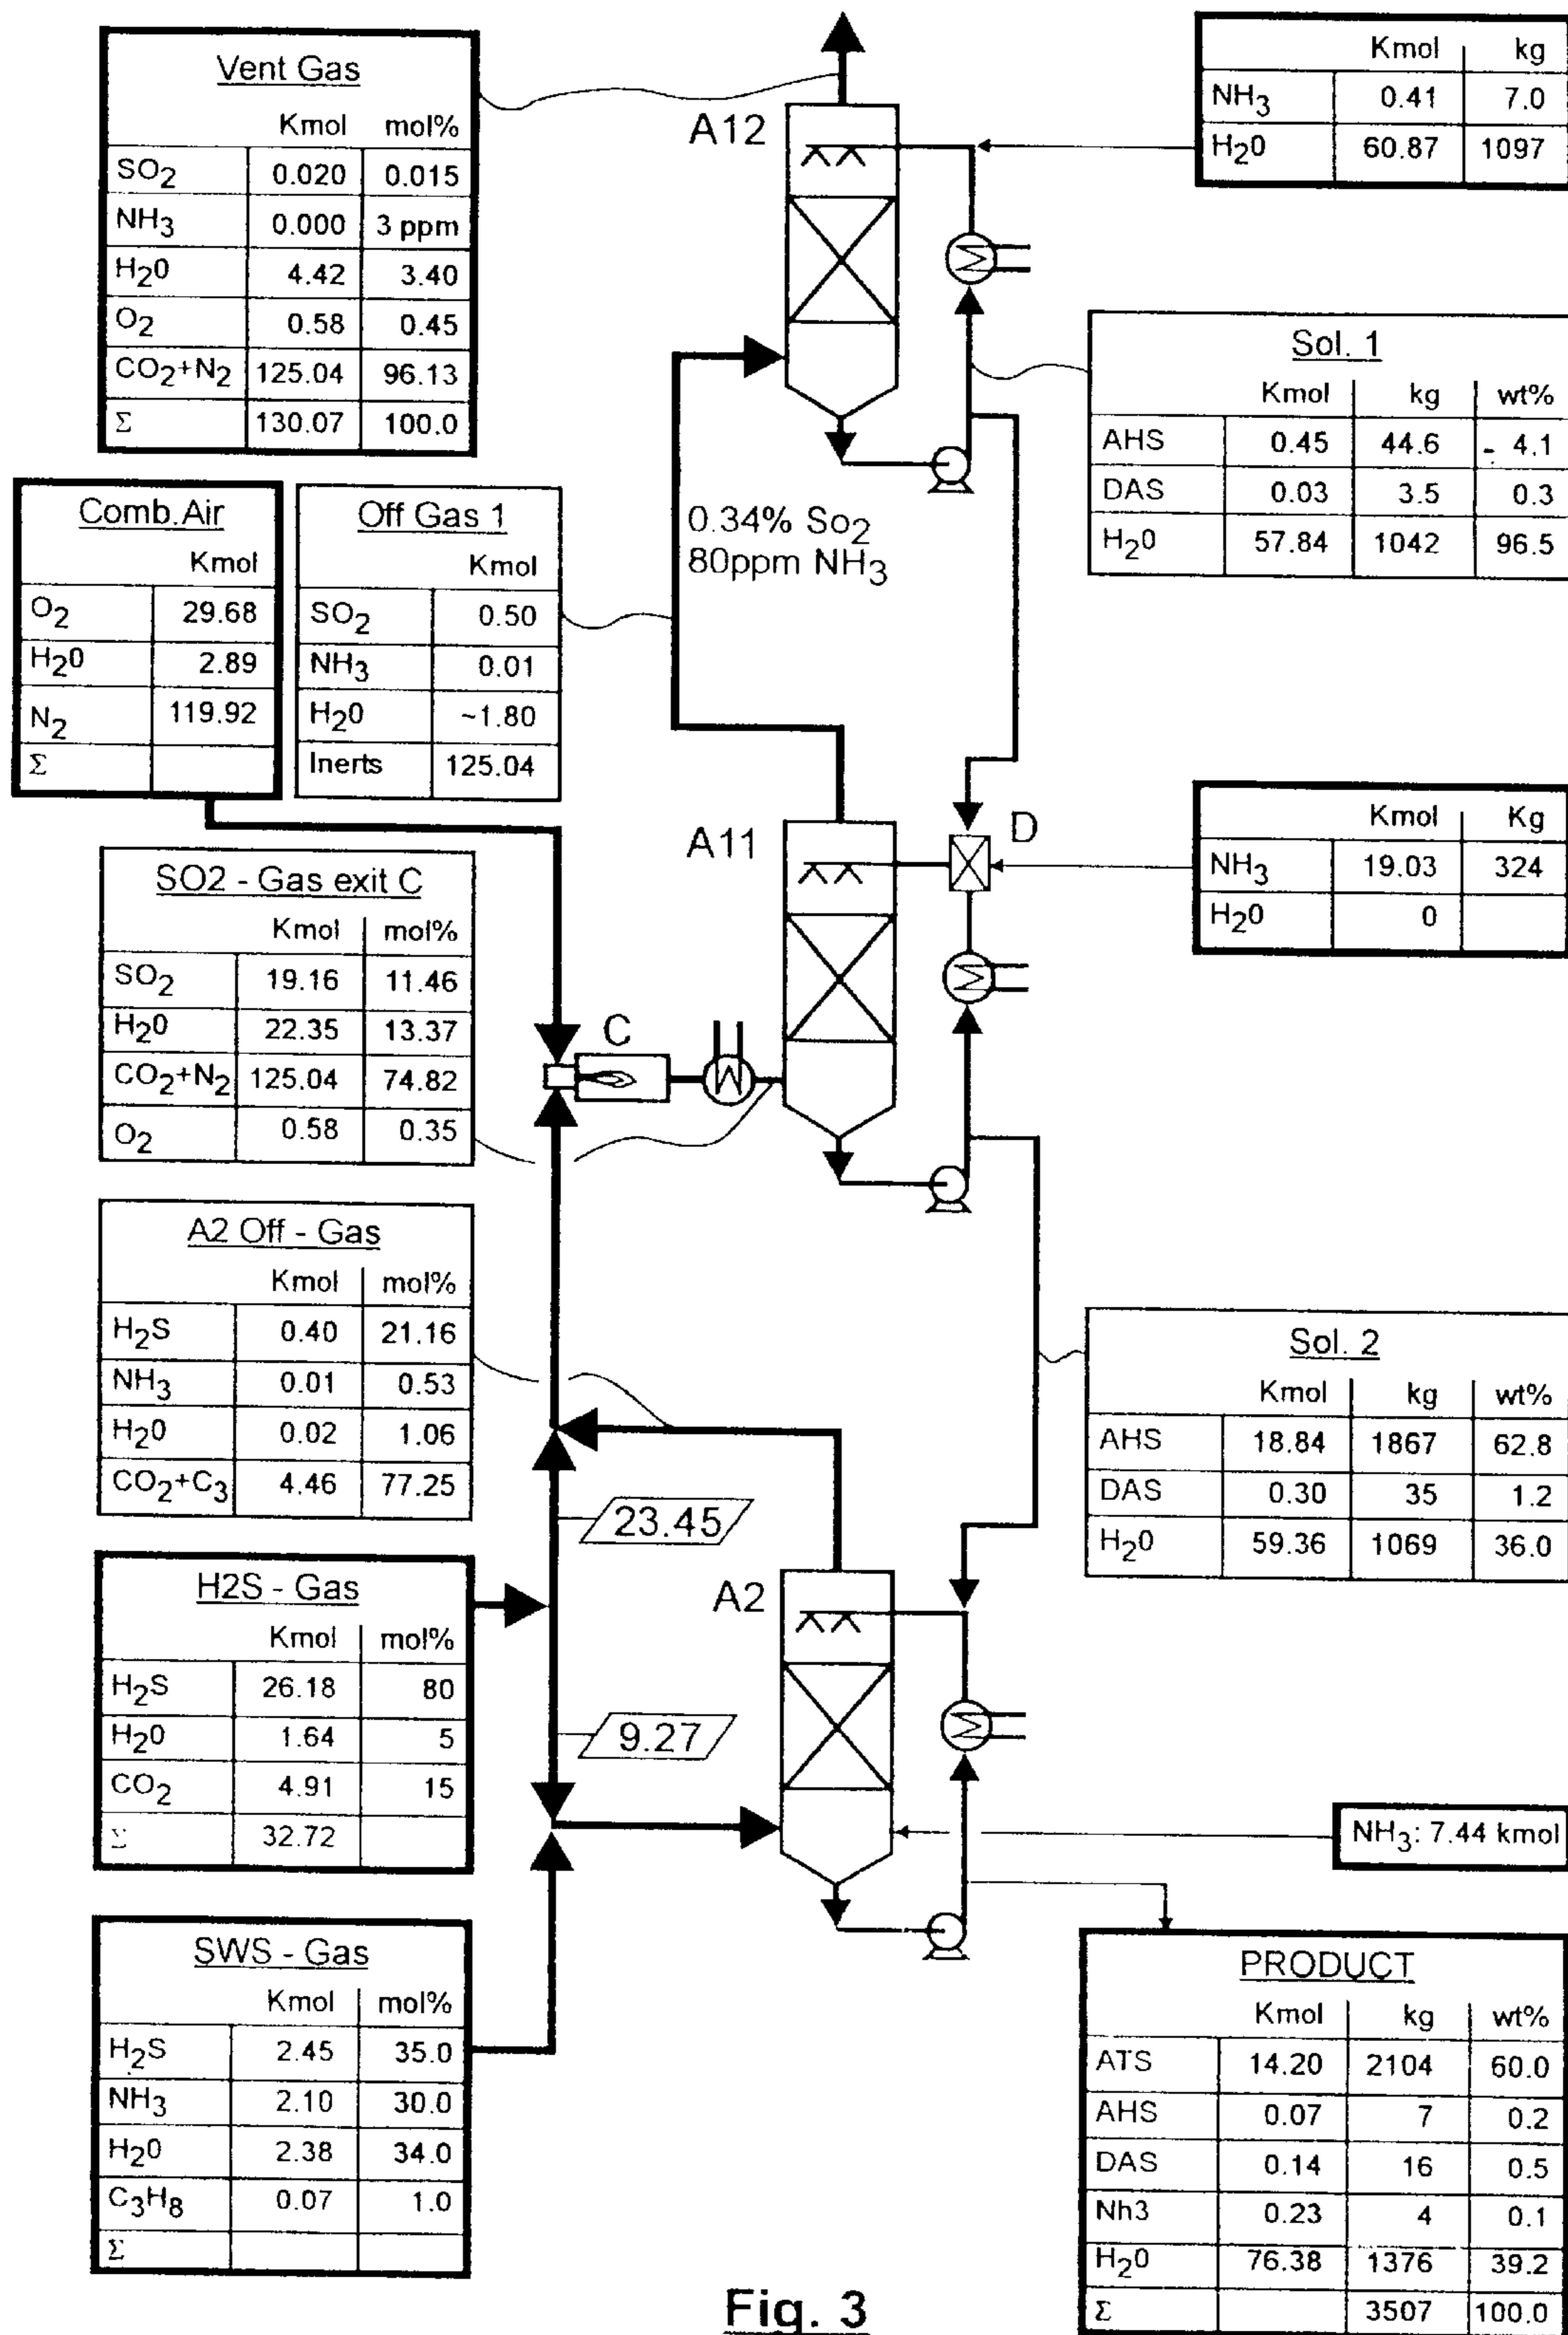 Vent Gas
Kmol mol%
SO2 0.020 0.015
NH3 0.000 3 ppm
H20 4.42 3.40
O2 0.58 0.45
CO2+N2 125.04 96.13
Σ 130.07 100.0
A12
Kmol kg
NH3 0.41 7.0
H20 60.87 1097
Sol. 1
Kmol kg wt%
AHS 0.45 44.6 - 4.1
DAS 0.03 3.5 0.3
H20 57.84 1042 96.5
Comb.Air
Kmol
O2 29.68
H20 2.89
N2 119.92
Σ
Off Gas 1
Kmol
SO2 0.50
NH3 0.01
H20 ~1.80
Inerts 125.04
0.34% So2
80ppm NH3
A11
D
Kmol Kg
NH3 19.03 324
H20 0
SO2 - Gas exit C
Kmol mol%
SO2 19.16 11.46
H20 22.35 13.37
CO2+N2 125.04 74.82
O2 0.58 0.35
C
A2 Off - Gas
Kmol mol%
H2S 0.40 21.16
NH3 0.01 0.53
H20 0.02 1.06
CO2+C3 4.46 77.25
23.45
Sol. 2
Kmol kg wt%
AHS 18.84 1867 62.8
DAS 0.30 35 1.2
H20 59.36 1069 36.0
H2S - Gas
Kmol mol%
H2S 26.18 80
H20 1.64 5
CO2 4.91 15
Σ 32.72
A2
9.27
NH3: 7.44 kmol
SWS - Gas
Kmol mol%
H2S 2.45 35.0
NH3 2.10 30.0
H20 2.38 34.0
C3H8 0.07 1.0
Σ
PRODUCT
Kmol kg wt%
ATS 14.20 2104 60.0
AHS 0.07 7 0.2
DAS 0.14 16 0.5
Nh3 0.23 4 0.1
H20 76.38 1376 39.2
Σ 3507 100.0
Fig. 3